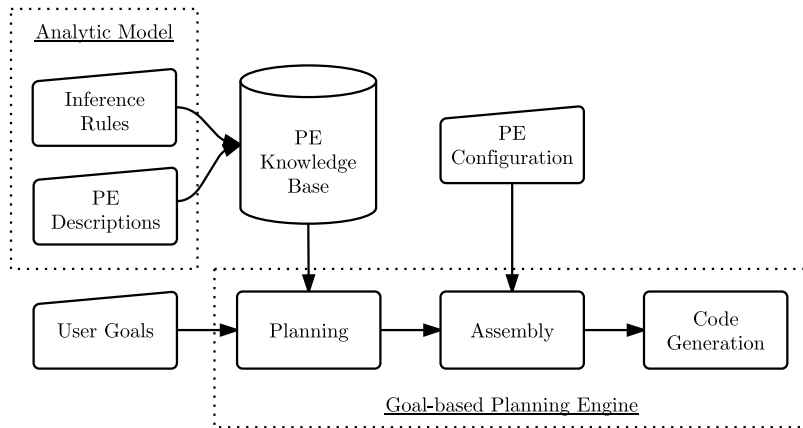 Analytic Model
Inference
Rules
PE
Descriptions
PE
Knowledge
Base
PE
Configuration
User Goals
Planning
Assembly
Code
Generation
Goal-based Planning Engine